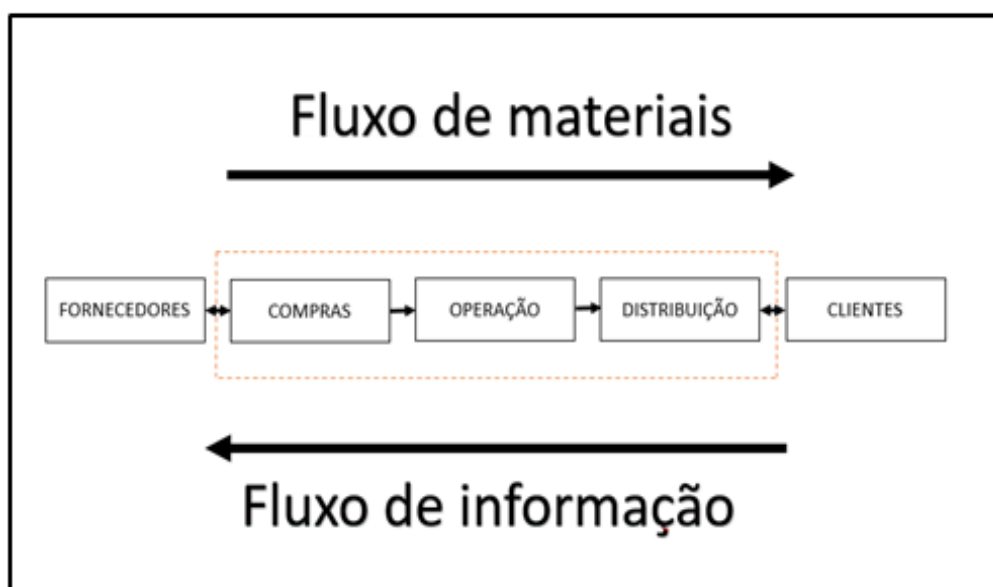 Fluxo de materiais
FORNECEDORES
COMPRAS
OPERAÇÃO
DISTRIBUIÇÃO
CLIENTES
Fluxo de informação